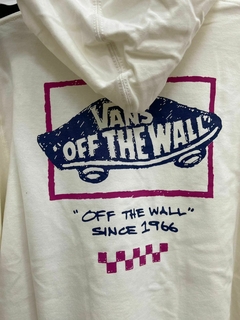 VANS
"OFF THE WALL"
"OFF THE WALL"
SINCE 1966